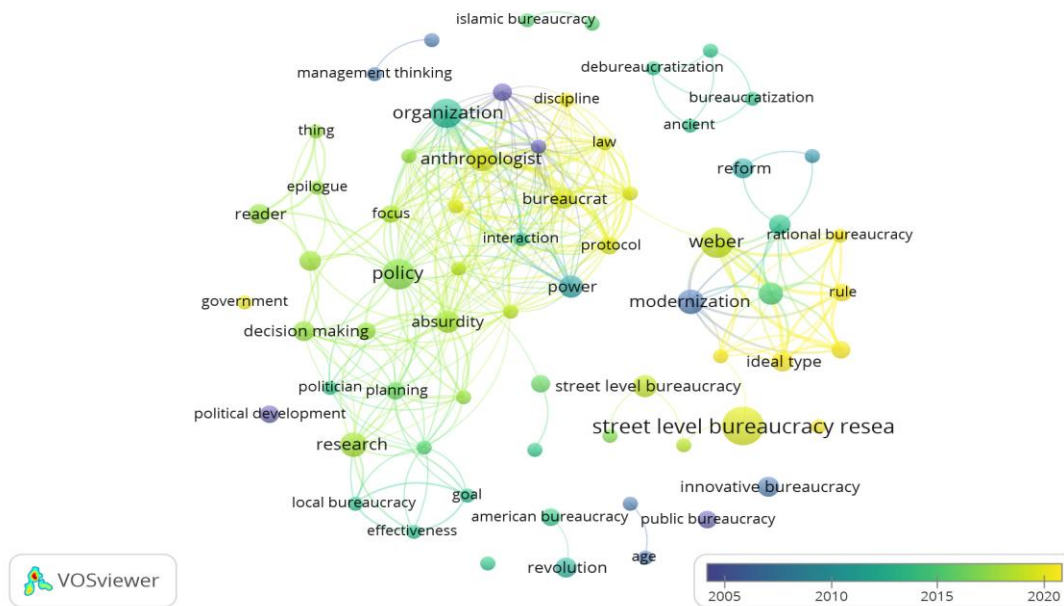 islamic bureaucracy
management thinking
debureaucratization
bureaucratization
ancient
organization
discipline
law
thing
anthropologist
reform
epilogue
bureaucrat
reader
focus
interaction
protocol
weber
rational bureaucracy
policy
power
modernization
rule
government
decision making
absurdity
ideal type
politician
planning
street level bureaucracy
political development
research
street level bureaucracy resea
local bureaucracy
goal
innovative bureaucracy
effectiveness
american bureaucracy
public bureaucracy
age
revolution
VOSviewer
2005 2010 2015 2020